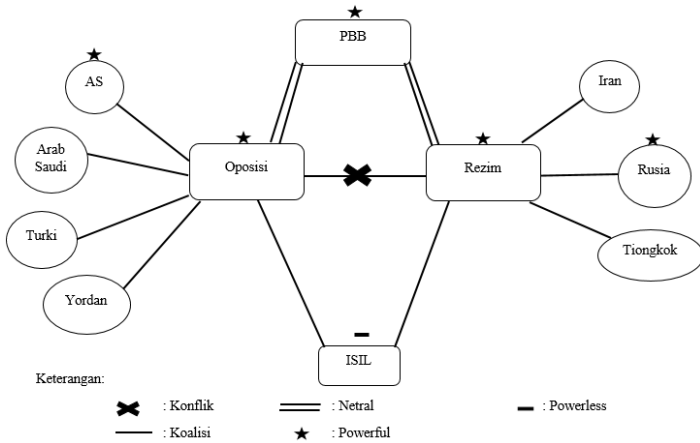 PBB
AS
Iran
Arab
Saudi
Oposisi
Rezim
Rusia
Turki
Tiongkok
Yordan
ISIL
Keterangan:
: Konflik
: Netral
: Powerless
: Koalisi
: Powerful